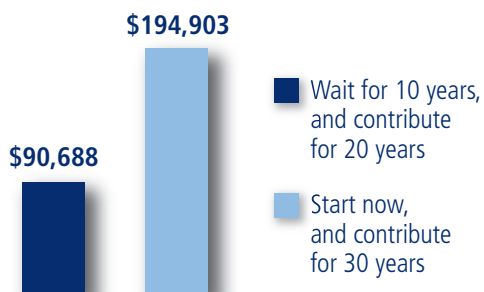 $194,903
$90,688
Wait for 10 years,
and contribute
for 20 years
Start now,
and contribute
for 30 years